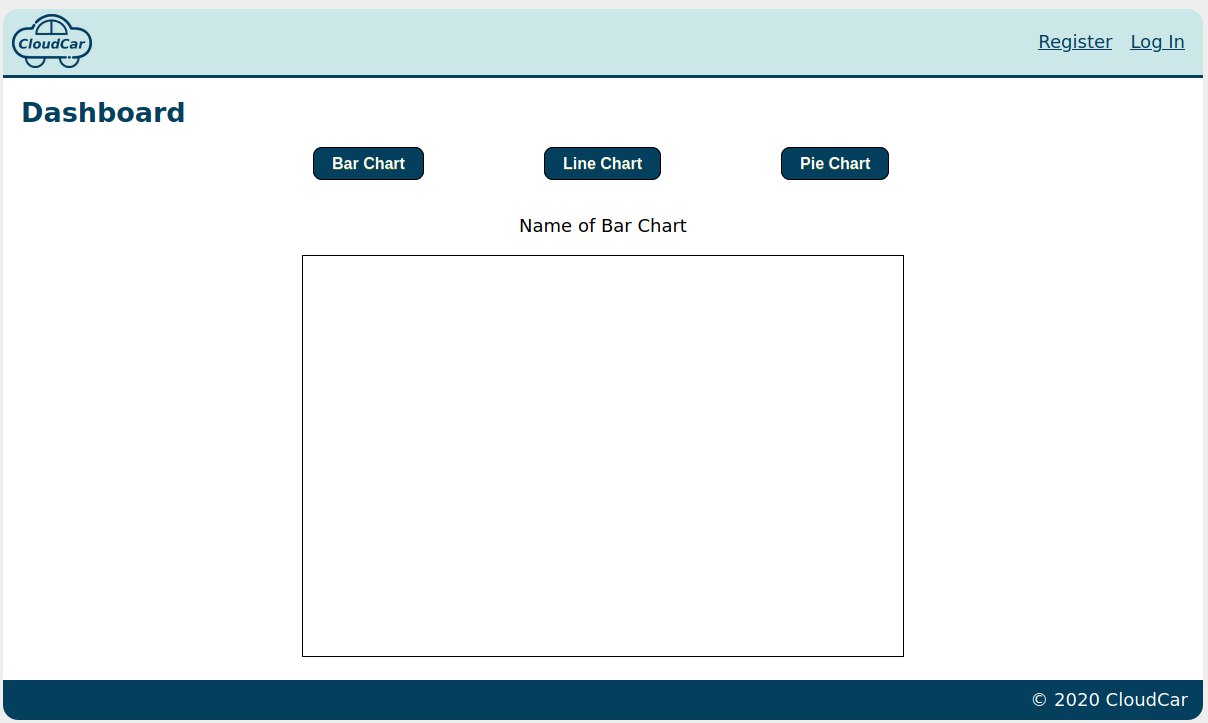 CloudCar
Register Log In
Dashboard
Bar Chart Line Chart Pie Chart
Name of Bar Chart
© 2020 CloudCar